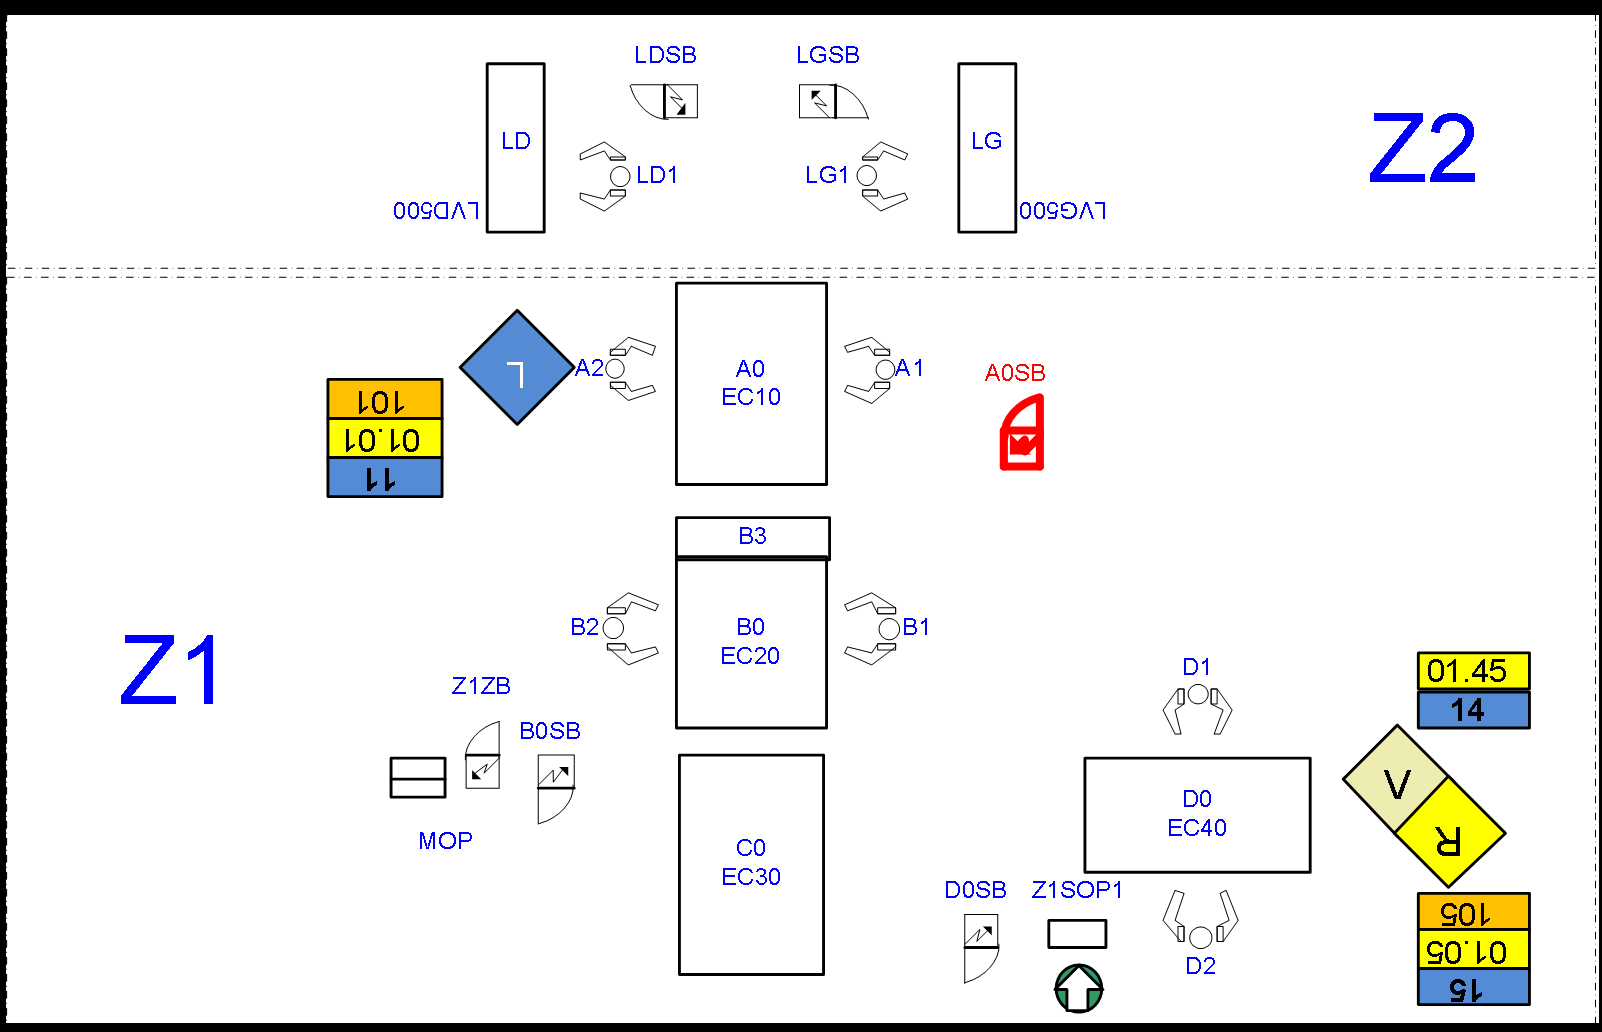 LDSB
LGSB
LD
LG
Z2
LD1
LG1
LVD500
LVG500
L
A2
A0
EC10
A1
A0SB
101
01.01
11
B3
B2
B0
EC20
B1
Z1
Z1ZB
B0SB
MOP
D1
01.45
14
V
R
D0
EC40
C0
EC30
D0SB
Z1SOP1
D2
105
01.05
15